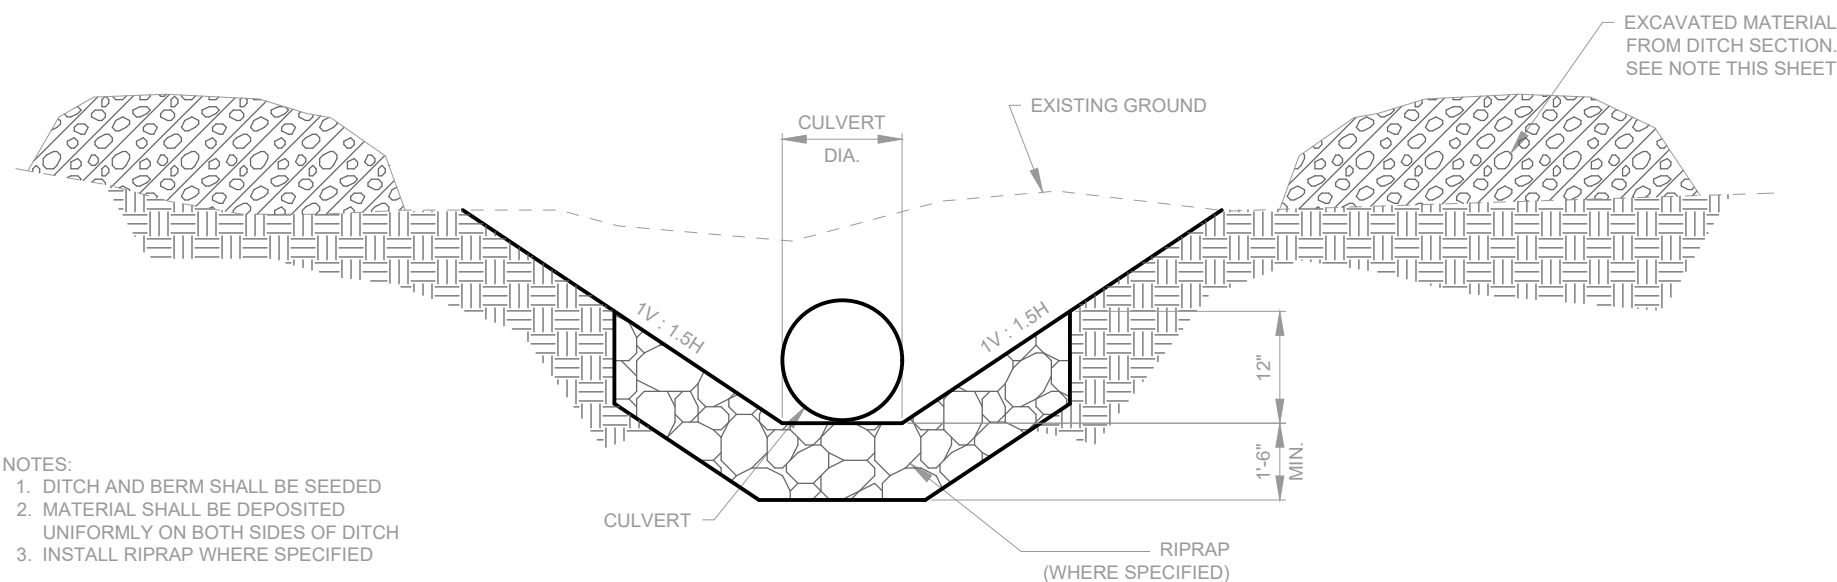 EXCAVATED MATERIAL
FROM DITCH SECTION.
SEE NOTE THIS SHEET
EXISTING GROUND
CULVERT
DIA.
1V : 1.5H
1V : 1.5H
12"
1'-6"
MIN.
NOTES:
1. DITCH AND BERM SHALL BE SEEDED
2. MATERIAL SHALL BE DEPOSITED
UNIFORMLY ON BOTH SIDES OF DITCH
3. INSTALL RIPRAP WHERE SPECIFIED
CULVERT
RIPRAP
(WHERE SPECIFIED)